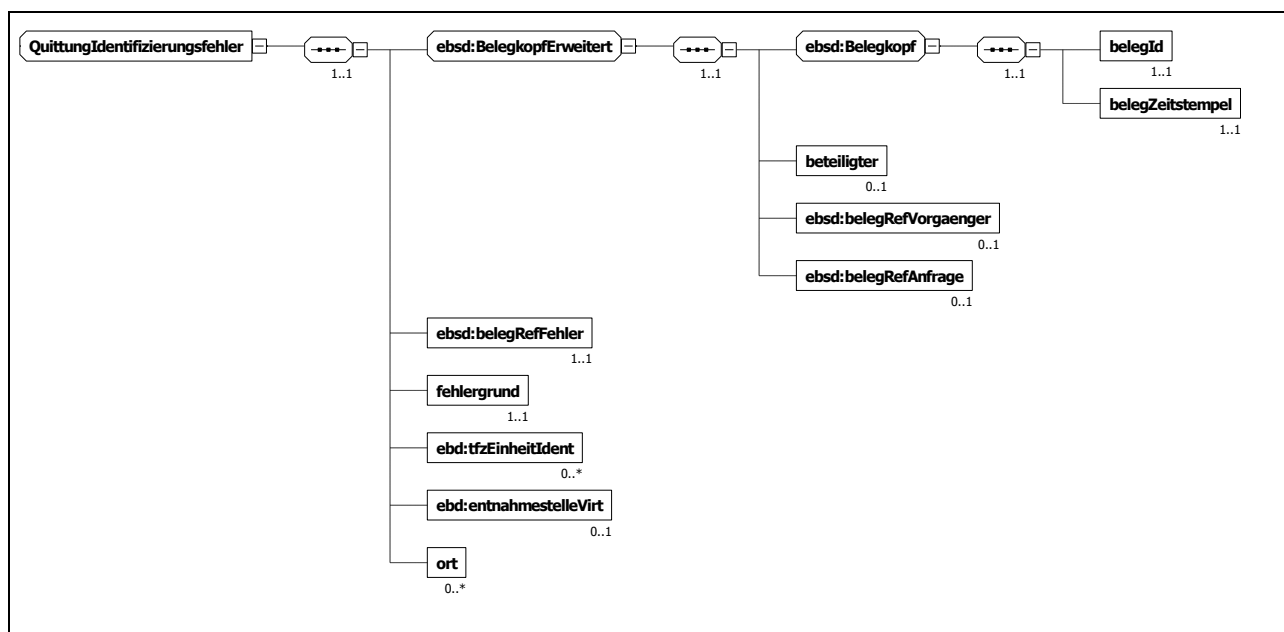 QuittungIdentifizierungsfehler
1..1
ebsd:BelegkopfErweitert
1..1
ebsd:Belegkopf
1..1
belegId
1..1
belegZeitstempel
1..1
beteiligter
0..1
ebsd:belegRefVorgaenger
0..1
ebsd:belegRefAnfrage
0..1
ebsd:belegRefFehler
1..1
fehlergrund
1..1
ebd:tfzEinheitIdent
0..*
ebd:entnahmestelleVirt
0..1
ort
0..*